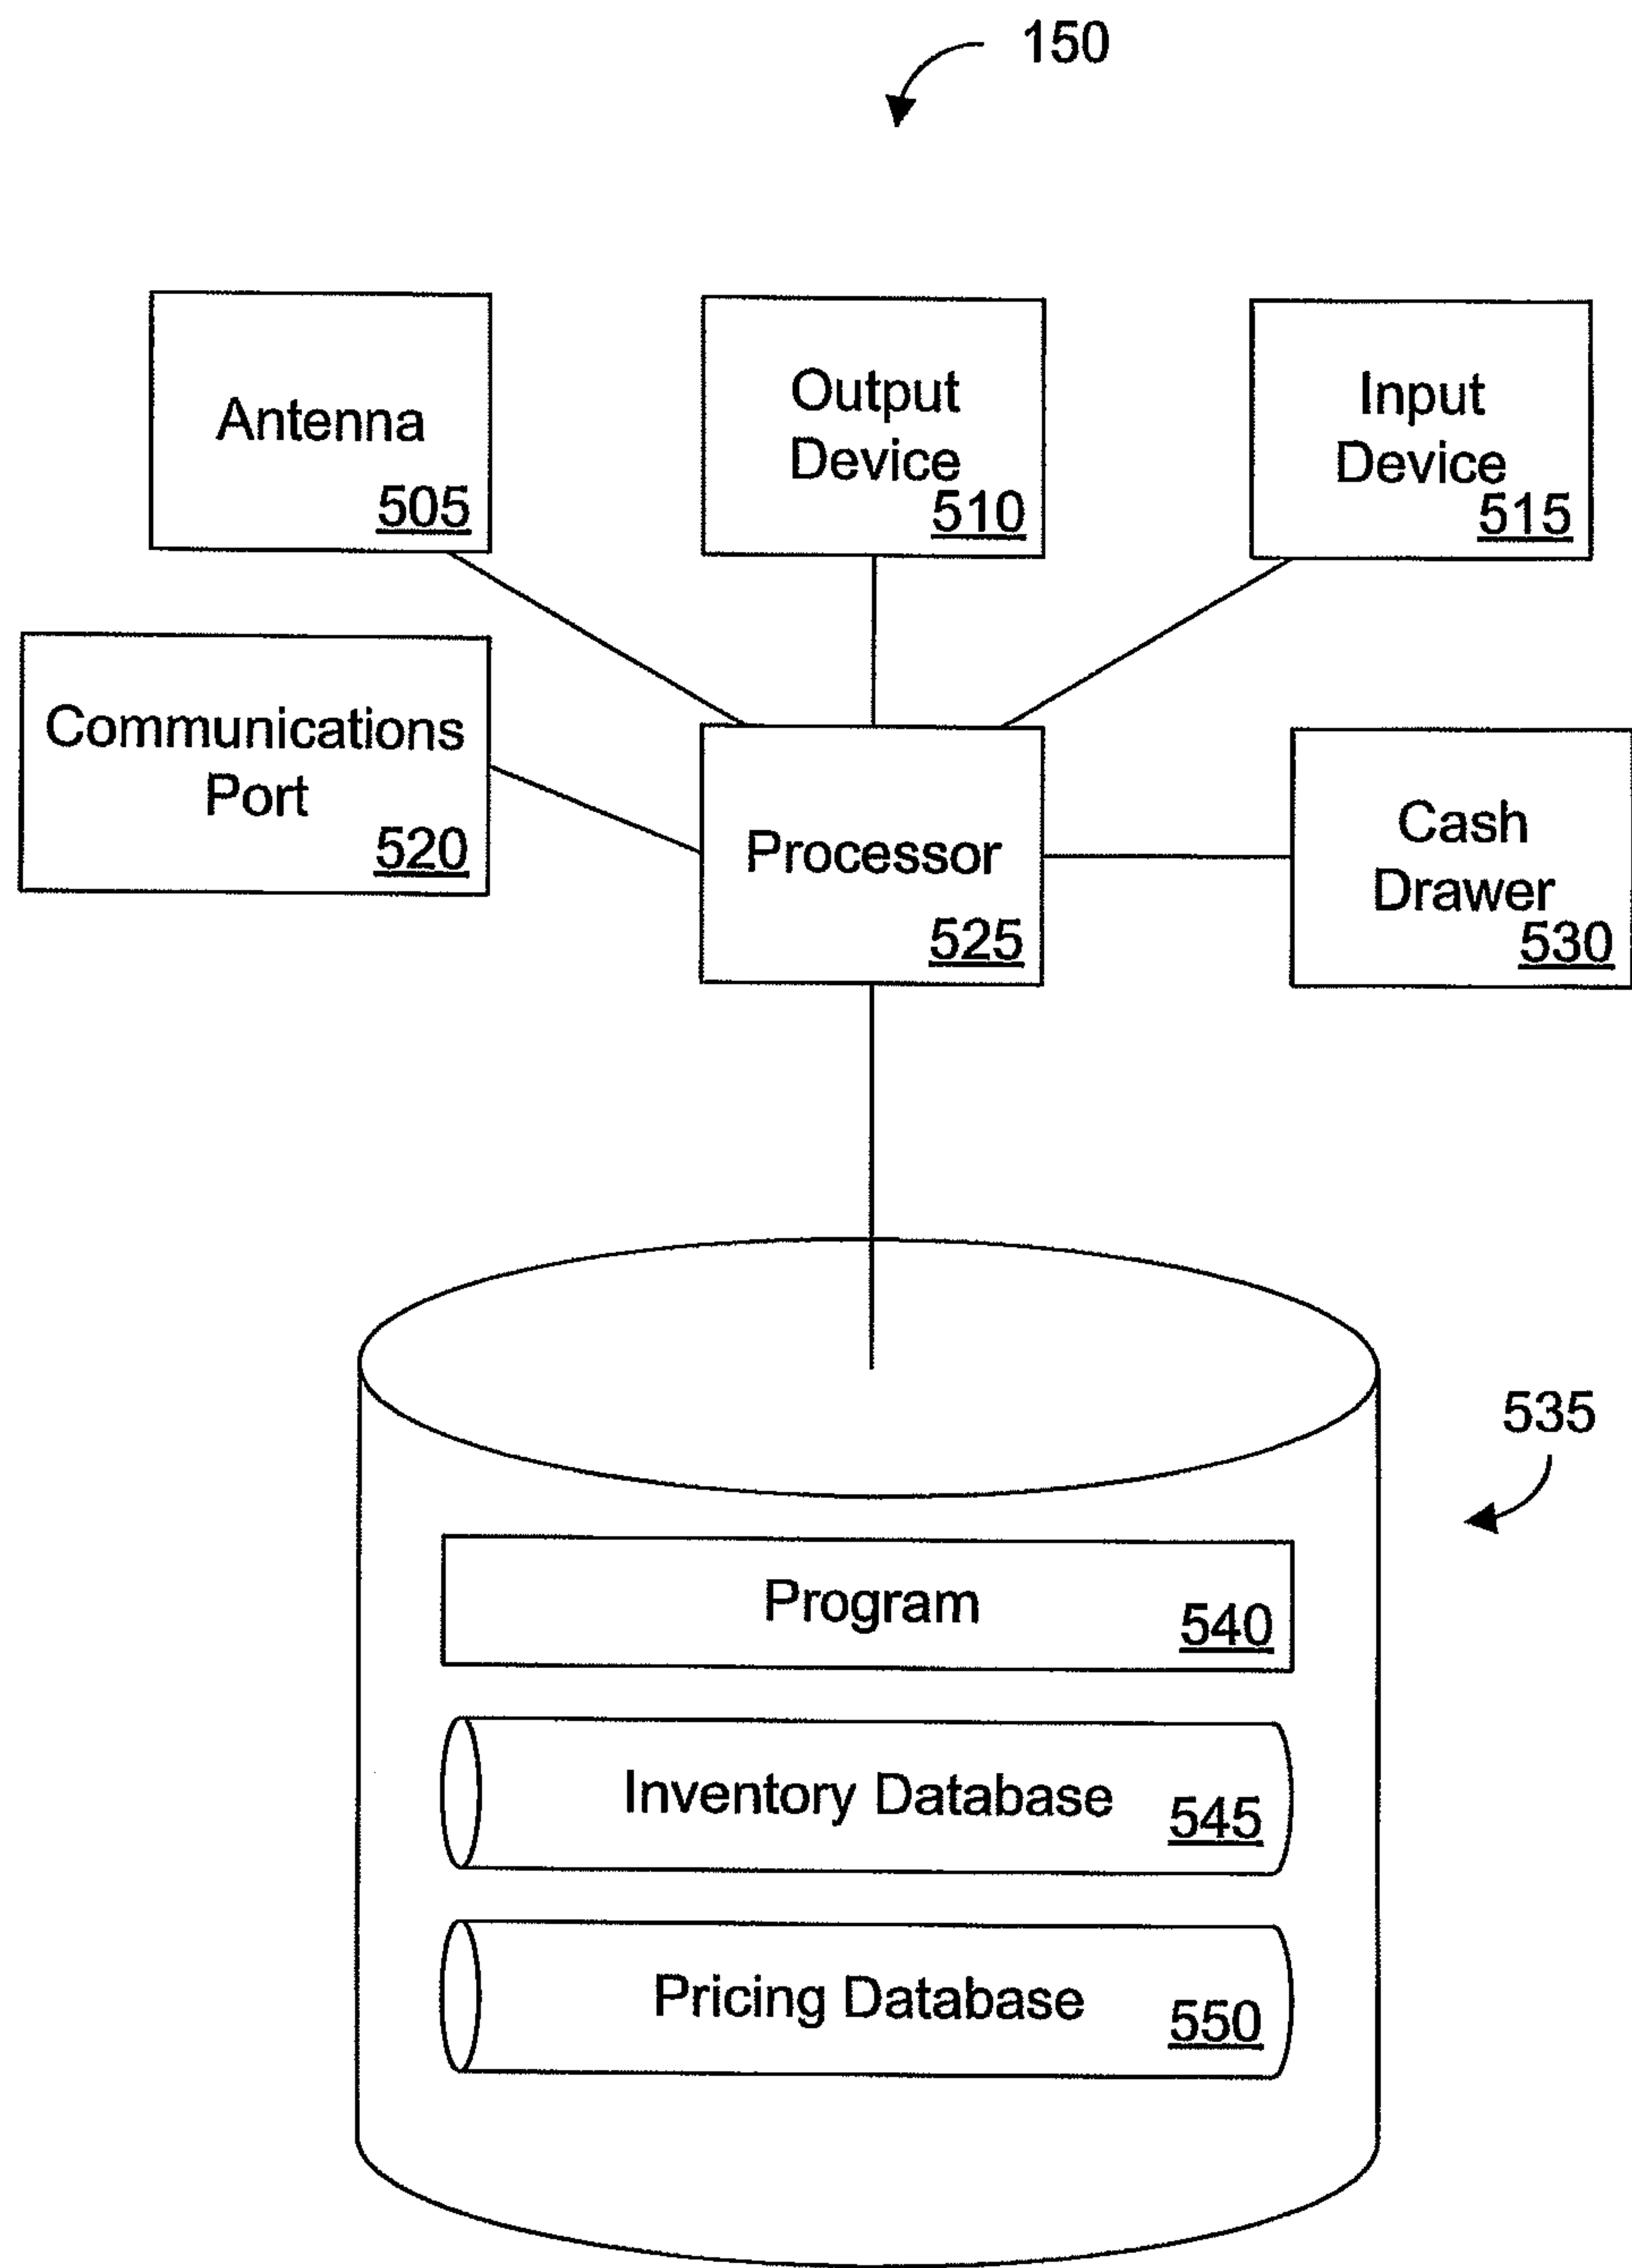 150
Antenna
505
Output
Device
510
Input
Device
515
Communications
Port
520
Processor
525
Cash
Drawer
530
535
Program
540
Inventory Database
545
Pricing Database
550